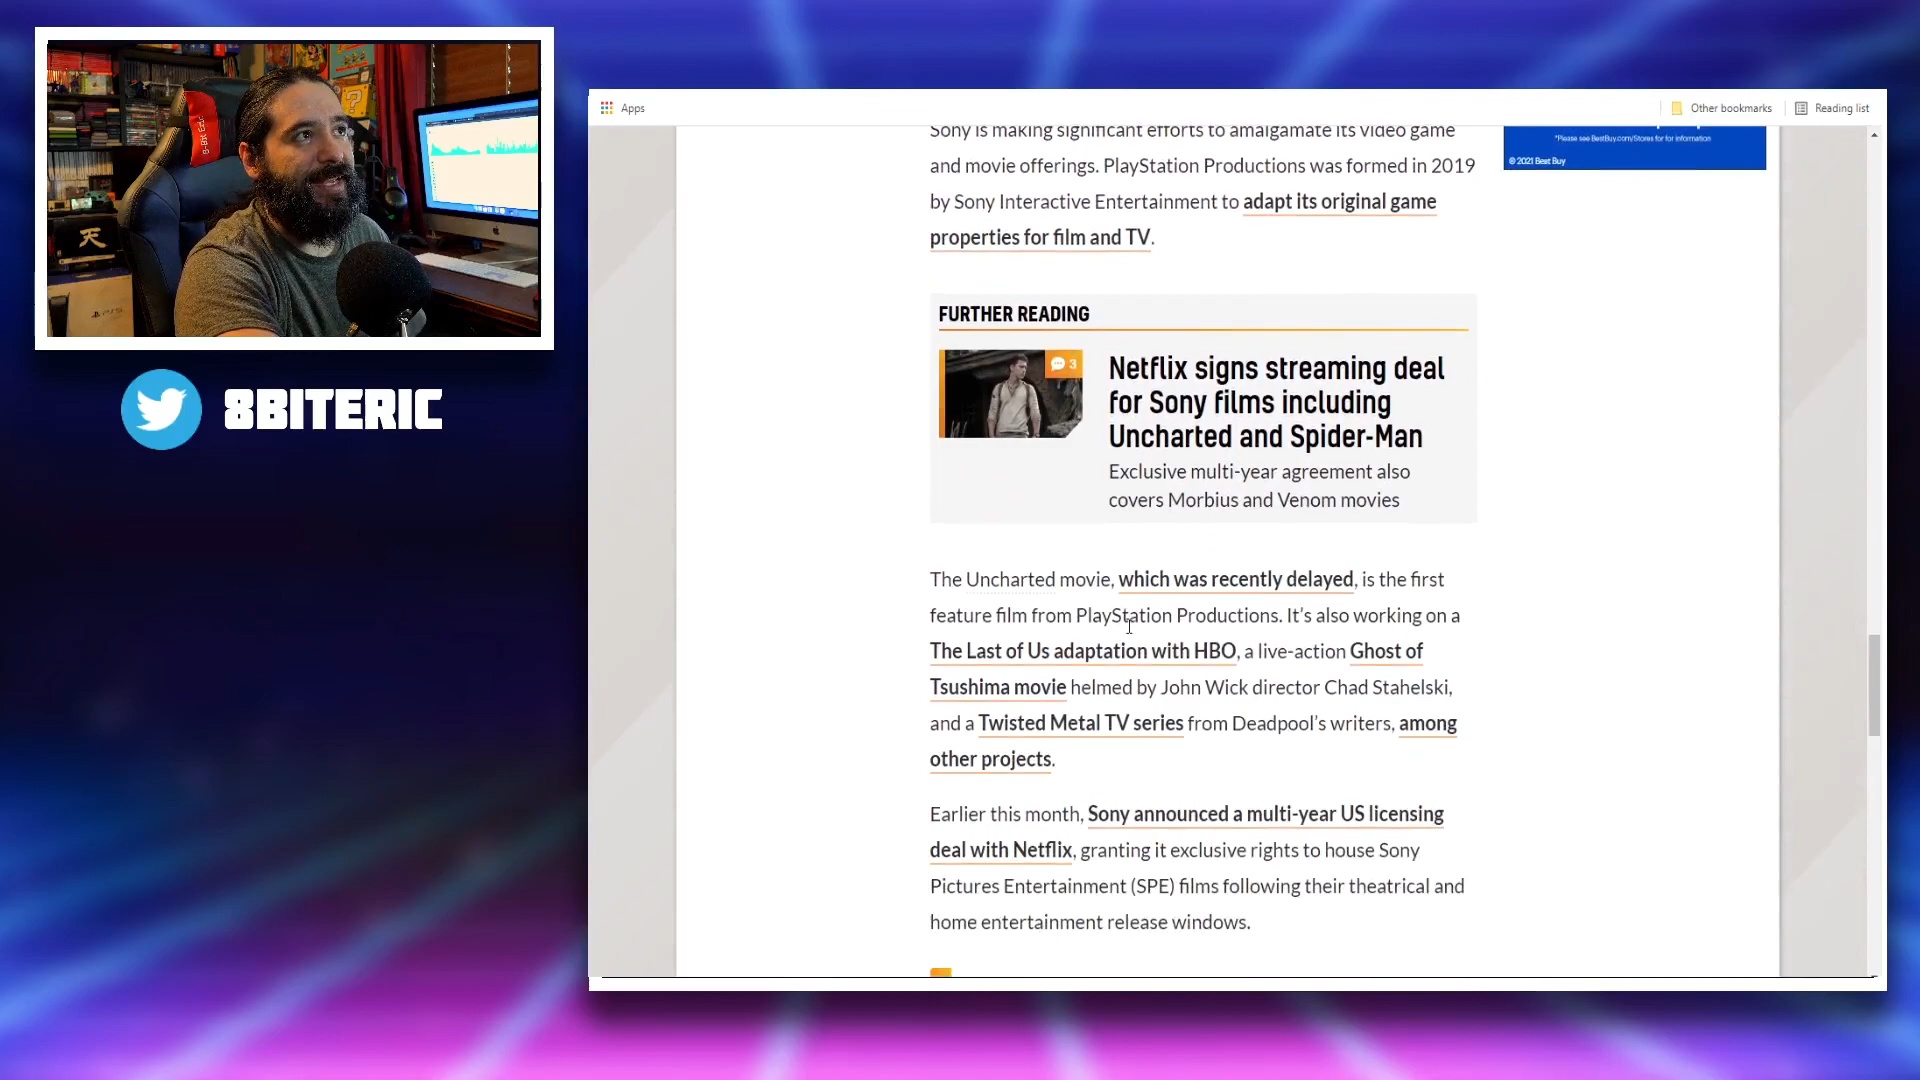 Apps
Other bookmarks
Reading list
Sony is making significant efforts to amalgamate its video game
and movie offerings. PlayStation Productions was formed in 2019
by Sony Interactive Entertainment to adapt its original game
properties for film and TV.
*Please see BestBuy.com/Stores for for information
© 2021 Best Buy
8BITERIC
FURTHER READING
3
Netflix signs streaming deal
for Sony films including
Uncharted and Spider-Man
Exclusive multi-year agreement also
covers Morbius and Venom movies
The Uncharted movie, which was recently delayed, is the first
feature film from PlayStation Productions. It's also working on a
The Last of Us adaptation with HBO, a live-action Ghost of
Tsushima movie helmed by John Wick director Chad Stahelski,
and a Twisted Metal TV series from Deadpool's writers, among
other projects.
Earlier this month, Sony announced a multi-year US licensing
deal with Netflix, granting it exclusive rights to house Sony
Pictures Entertainment (SPE) films following their theatrical and
home entertainment release windows.